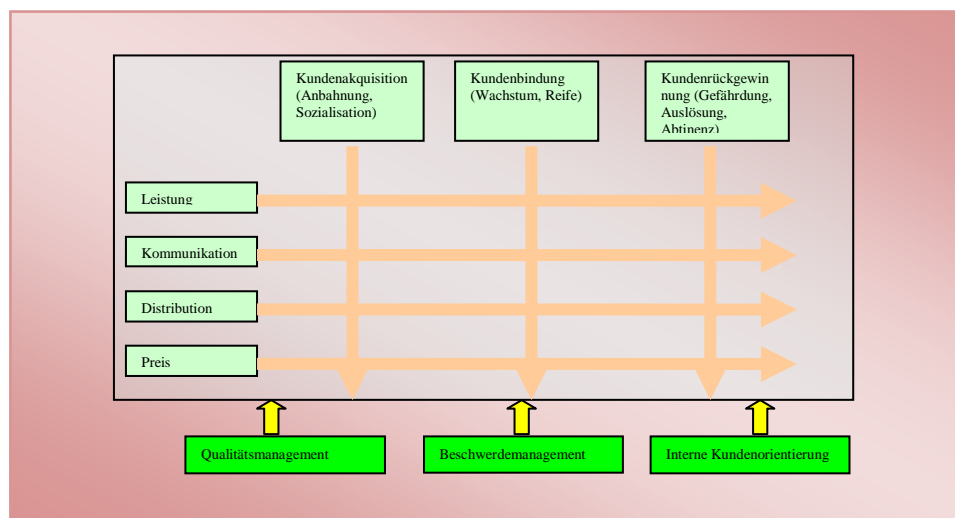 Kundenakquisition
(Anbahnung,
Sozialisation)
Kundenbindung
(Wachstum, Reife)
Kundenrückgewin
nung (Gefährdung,
Auslösung,
Abtinenz)
Leistung
Kommunikation
Distribution
Preis
Qualitätsmanagement
Beschwerdemanagement
Interne Kundenorientierung